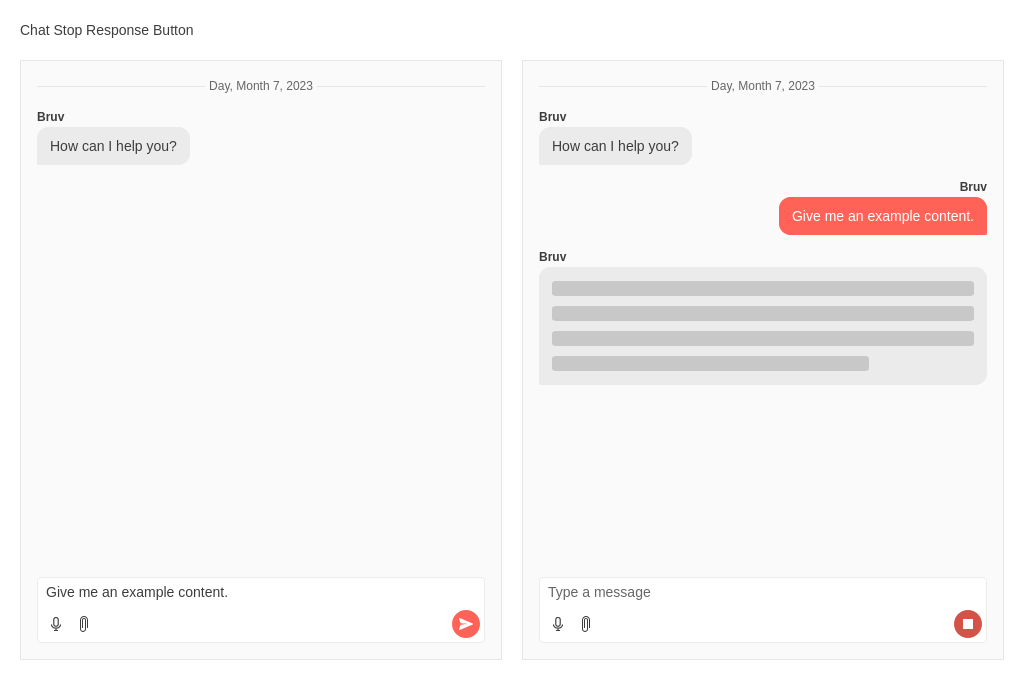 Chat Stop Response Button
Day, Month 7, 2023
Bruv
How can I help you?
Give me an example content.
Day, Month 7, 2023
Bruv
How can I help you?
Bruv
Give me an example content.
Bruv
Type a message